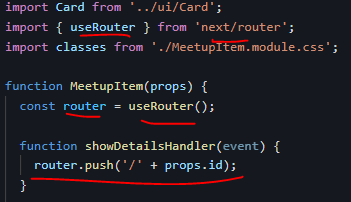 import Card from '../ui/Card';
import { useRouter } from 'next/router';
import classes from './MeetupItem.module.css';
function MeetupItem(props) {
const router = useRouter();
function showDetailsHandler(event) {
router.push('/' + props.id);
}